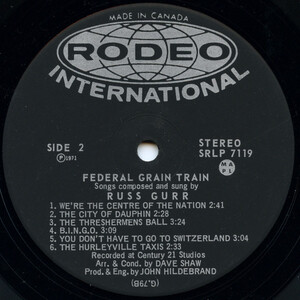 MADE IN CANADA
RODEO
INTERNATIONAL
SIDE 2
Ⓟ1971
STEREO
SRLP 7119
MAPL
FEDERAL GRAIN TRAIN
Songs composed and sung by
RUSS GURR
1. WE'RE THE CENTRE OF THE NATION 2:41
2. THE CITY OF DAUPHIN 2:28
3. THE THRESHERMENS BALL 3:03
4. B.I.N.G.O. 3:09
5. YOU DON'T HAVE TO GO TO SWITZERLAND 3:04
6. THE HURLEYVILLE TAXIS 2:33
Recorded at Century 21 Studios
Arr. & Cond. by DAVE SHAW
Prod. & Eng. by JOHN HILDEBRAND